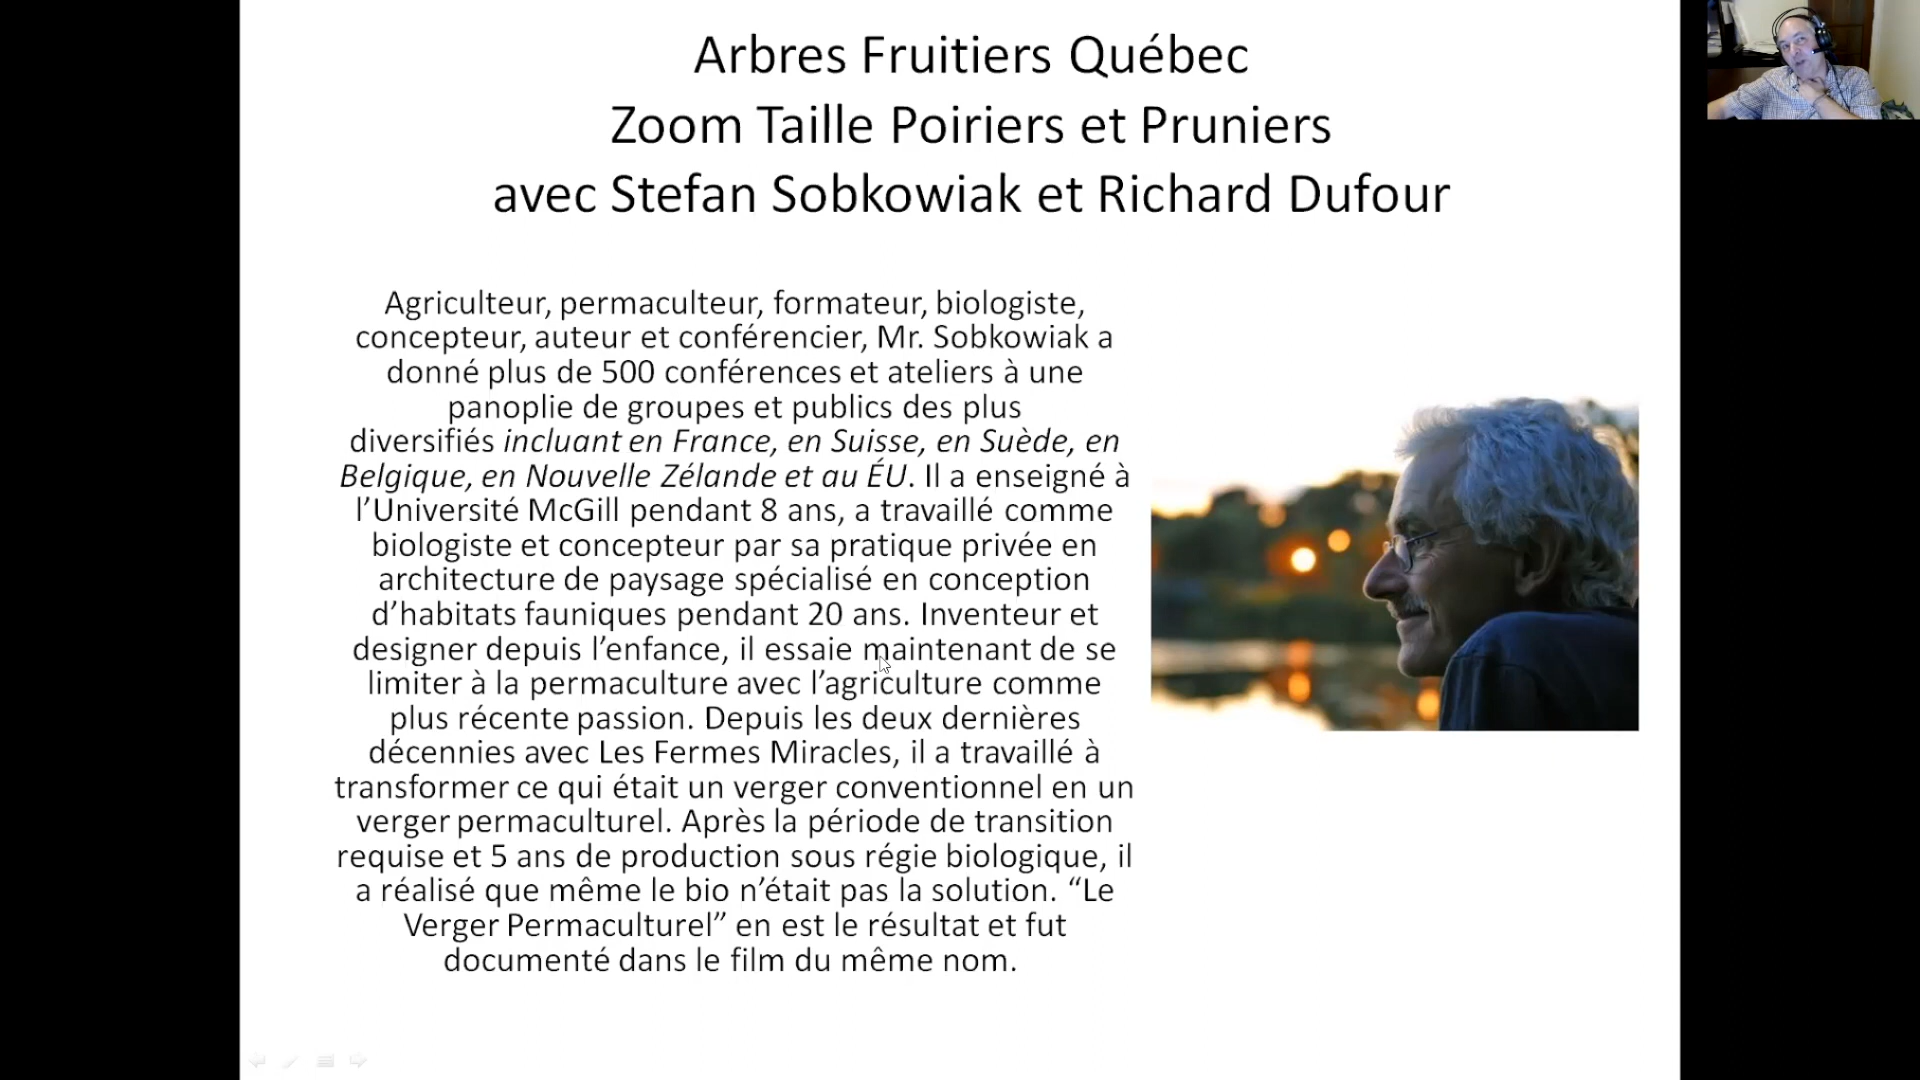 Arbres Fruitiers Québec
Zoom Taille Poiriers et Pruniers
avec Stefan Sobkowiak et Richard Dufour
Agriculteur, permaculteur, formateur, biologiste,
concepteur, auteur et conférencier, Mr. Sobkowiak a
donné plus de 500 conférences et ateliers à une
panoplie de groupes et publics des plus
diversifiés incluant en France, en Suisse, en Suède, en
Belgique, en Nouvelle Zélande et au ÉU. Il a enseigné à
l’Université McGill pendant 8 ans, a travaillé comme
biologiste et concepteur par sa pratique privée en
architecture de paysage spécialisé en conception
d’habitats fauniques pendant 20 ans. Inventeur et
designer depuis l’enfance, il essaie maintenant de se
limiter à la permaculture avec l’agriculture comme
plus récente passion. Depuis les deux dernières
décennies avec Les Fermes Miracles, il a travaillé à
transformer ce qui était un verger conventionnel en un
verger permaculturel. Après la période de transition
requise et 5 ans de production sous régie biologique, il
a réalisé que même le bio n’était pas la solution. “Le
Verger Permaculturel” en est le résultat et fut
documenté dans le film du même nom.